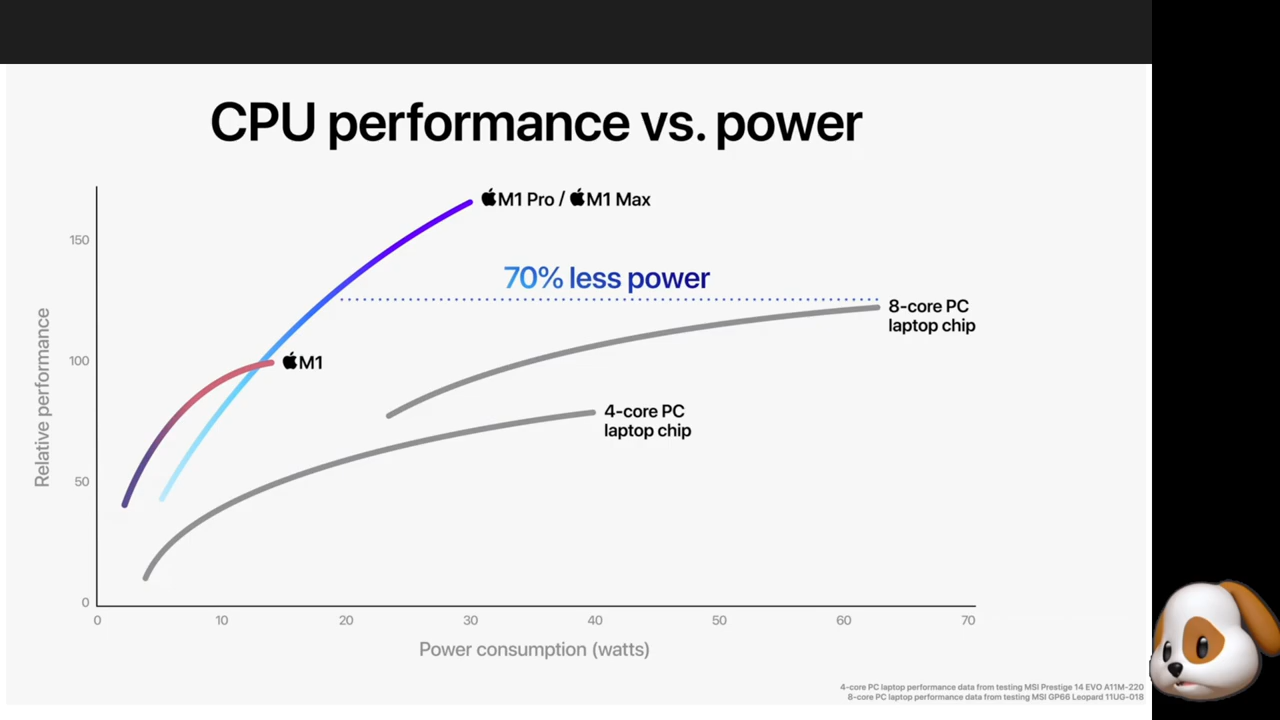 CPU performance vs. power
M1 Pro / M1 Max
150
70% less power
8-core PC
laptop chip
100
M1
4-core PC
laptop chip
Relative performance
50
0
0 10 20 30 40 50 60 70
Power consumption (watts)
4-core PC laptop performance data from testing MSI Prestige 14 EVO A11M-220
8-core PC laptop performance data from testing MSI GP66 Leopard 11UG-018